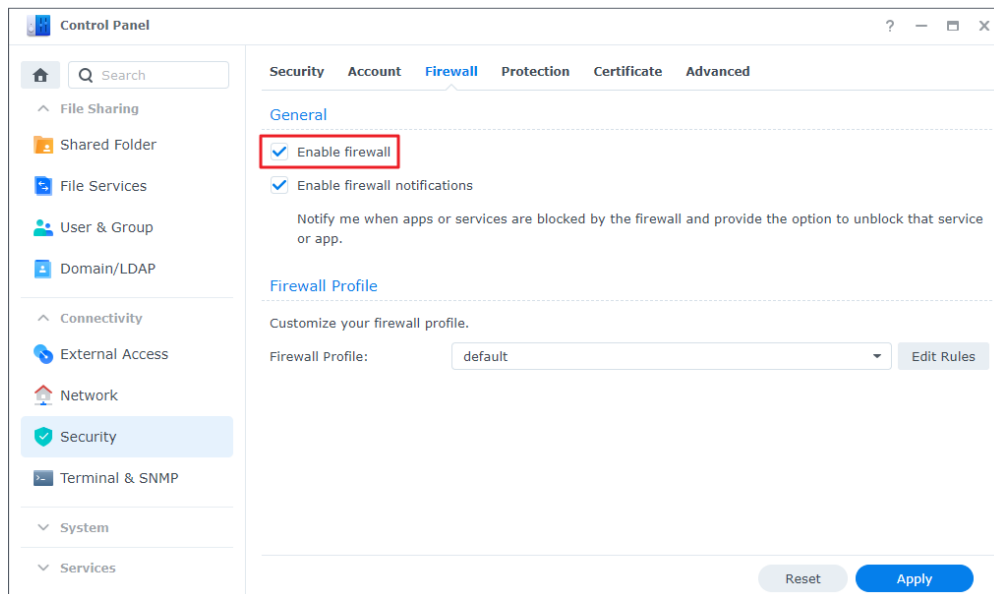 Control Panel
?
Search
File Sharing
Shared Folder
File Services
User & Group
Domain/LDAP
Connectivity
External Access
Network
Security
Terminal & SNMP
System
Services
Security Account Firewall Protection Certificate Advanced
General
Enable firewall
Enable firewall notifications
Notify me when apps or services are blocked by the firewall and provide the option to unblock that service
or app.
Firewall Profile
Customize your firewall profile.
Firewall Profile: default Edit Rules
Reset Apply